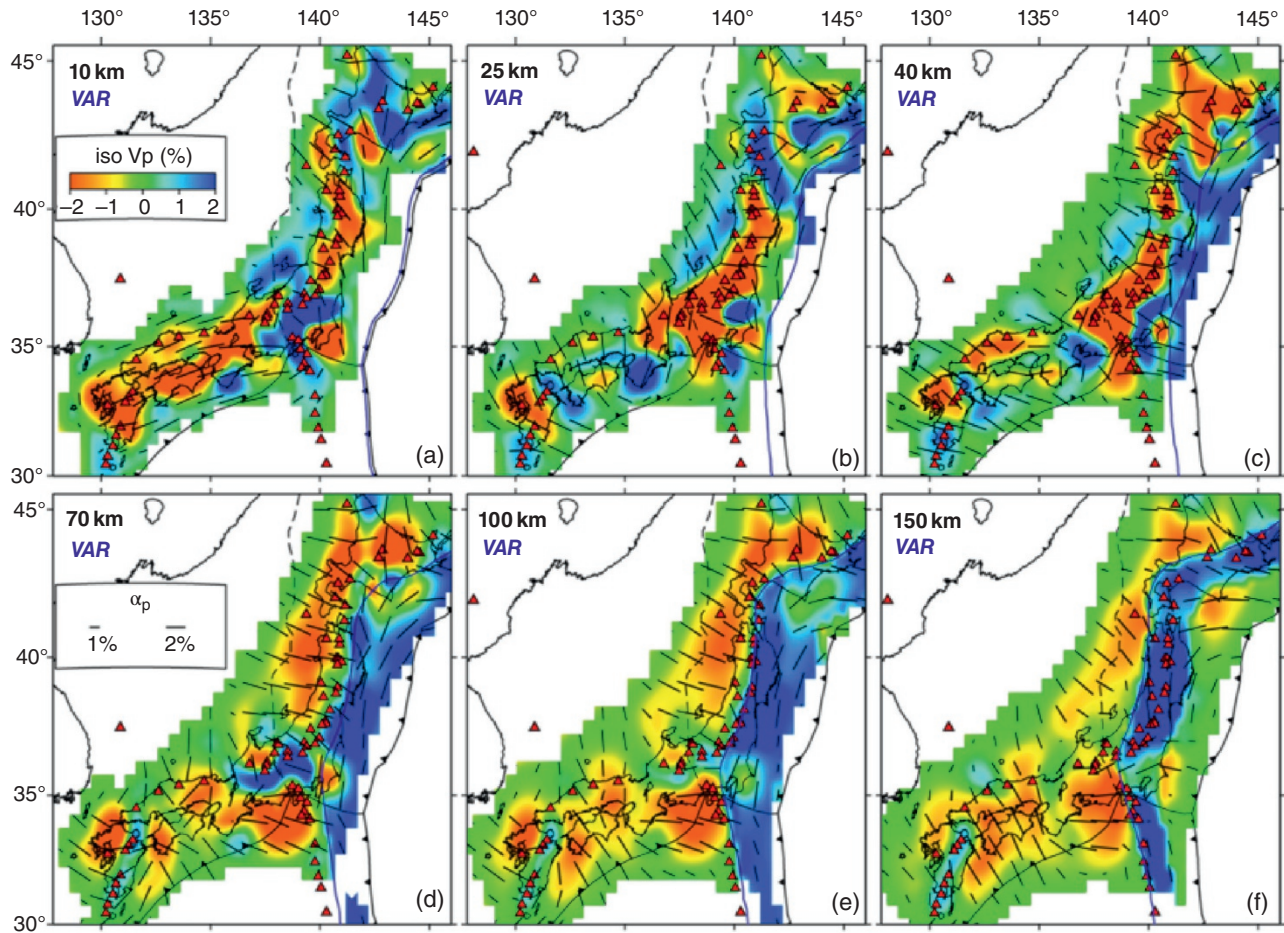 130° 135° 140° 145° 130° 135° 140° 145° 130° 135° 140° 145°
45°
40°
35°
30°
10 km
VAR
iso Vp (%)
−2 −1 0 1 2
(a)
25 km
VAR
(b)
40 km
VAR
(c)
45°
40°
35°
30°
70 km
VAR
αp
1% 2%
(d)
100 km
VAR
(e)
150 km
VAR
(f)